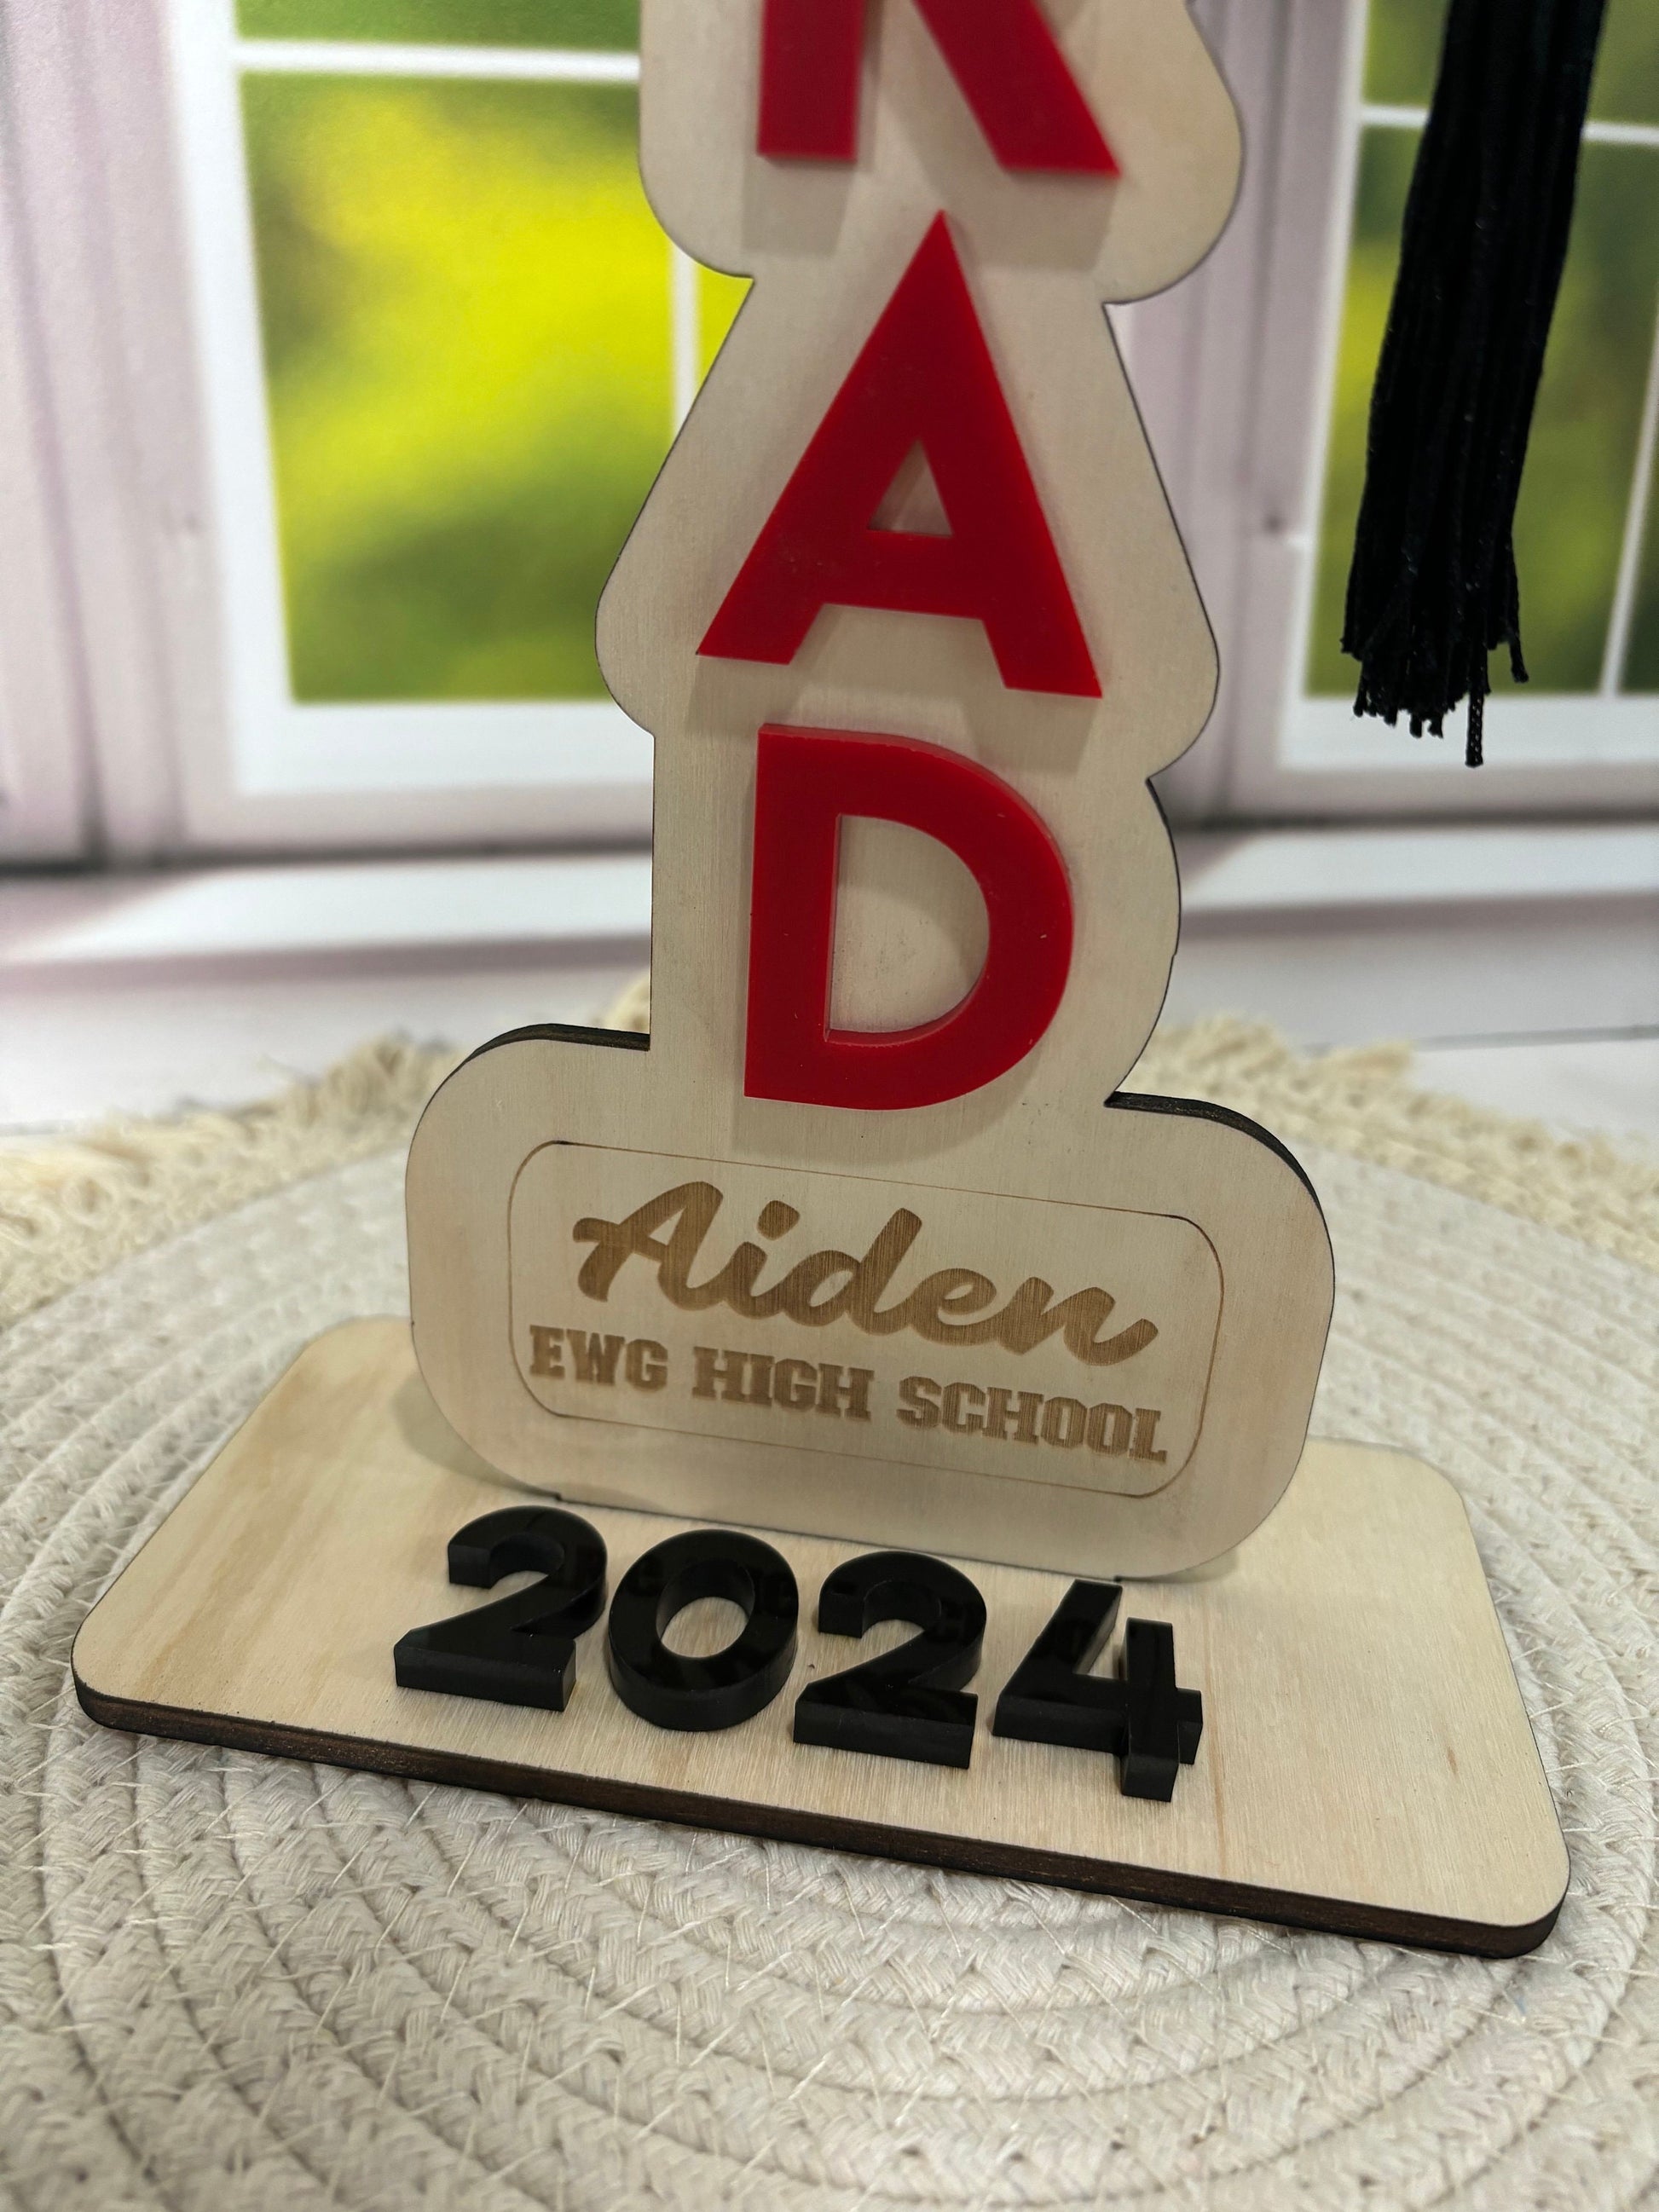 R
A
D
Aiden
EWG HIGH SCHOOL
2024